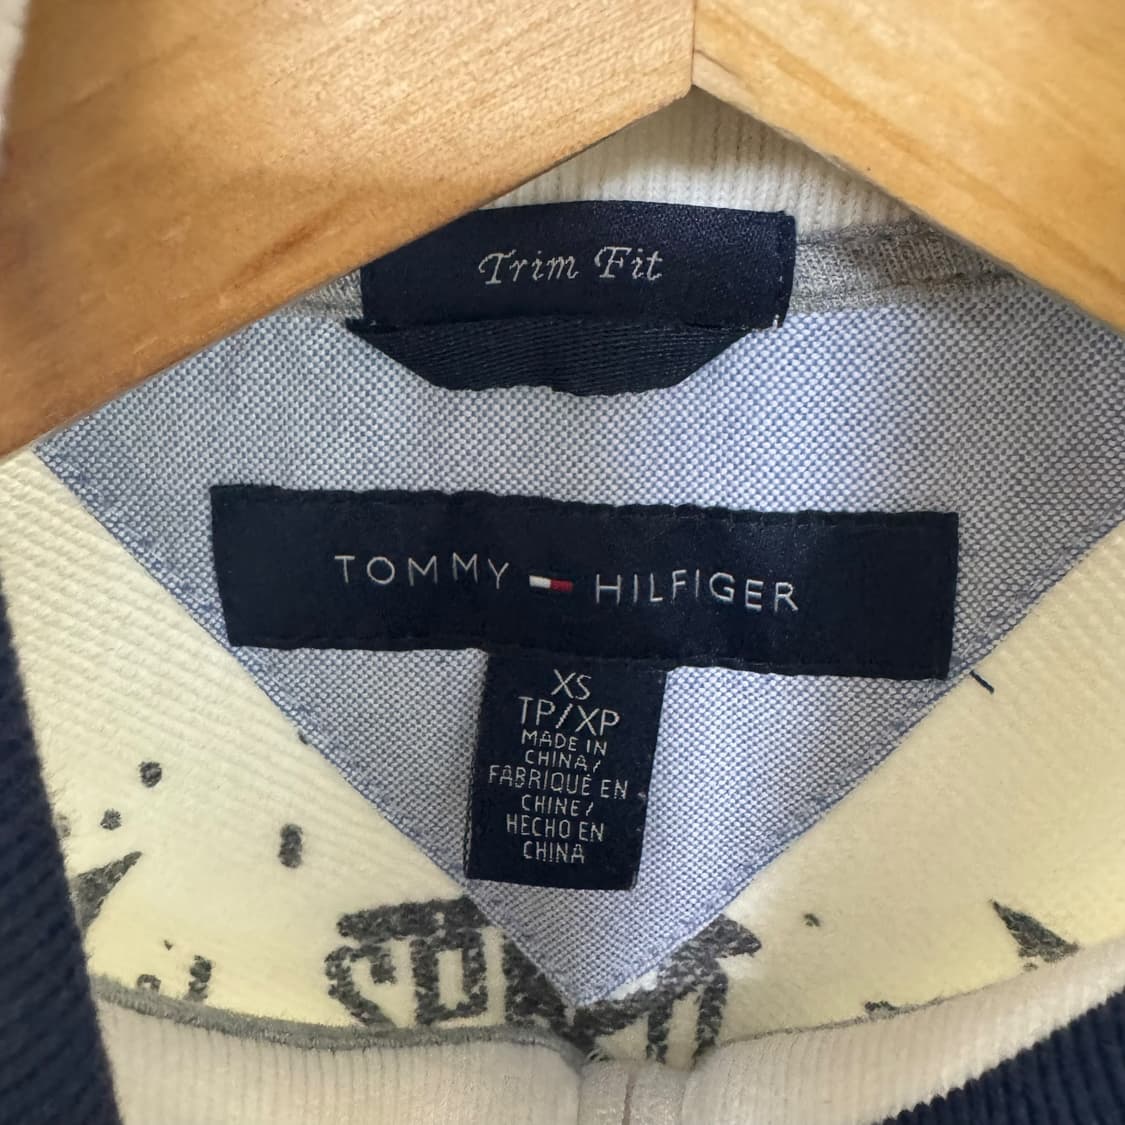 Trim Fit
TOMMY HILFIGER
XS
TP/XP
MADE IN
CHINA/
FABRIQUÉ EN
CHINE/
HECHO EN
CHINA